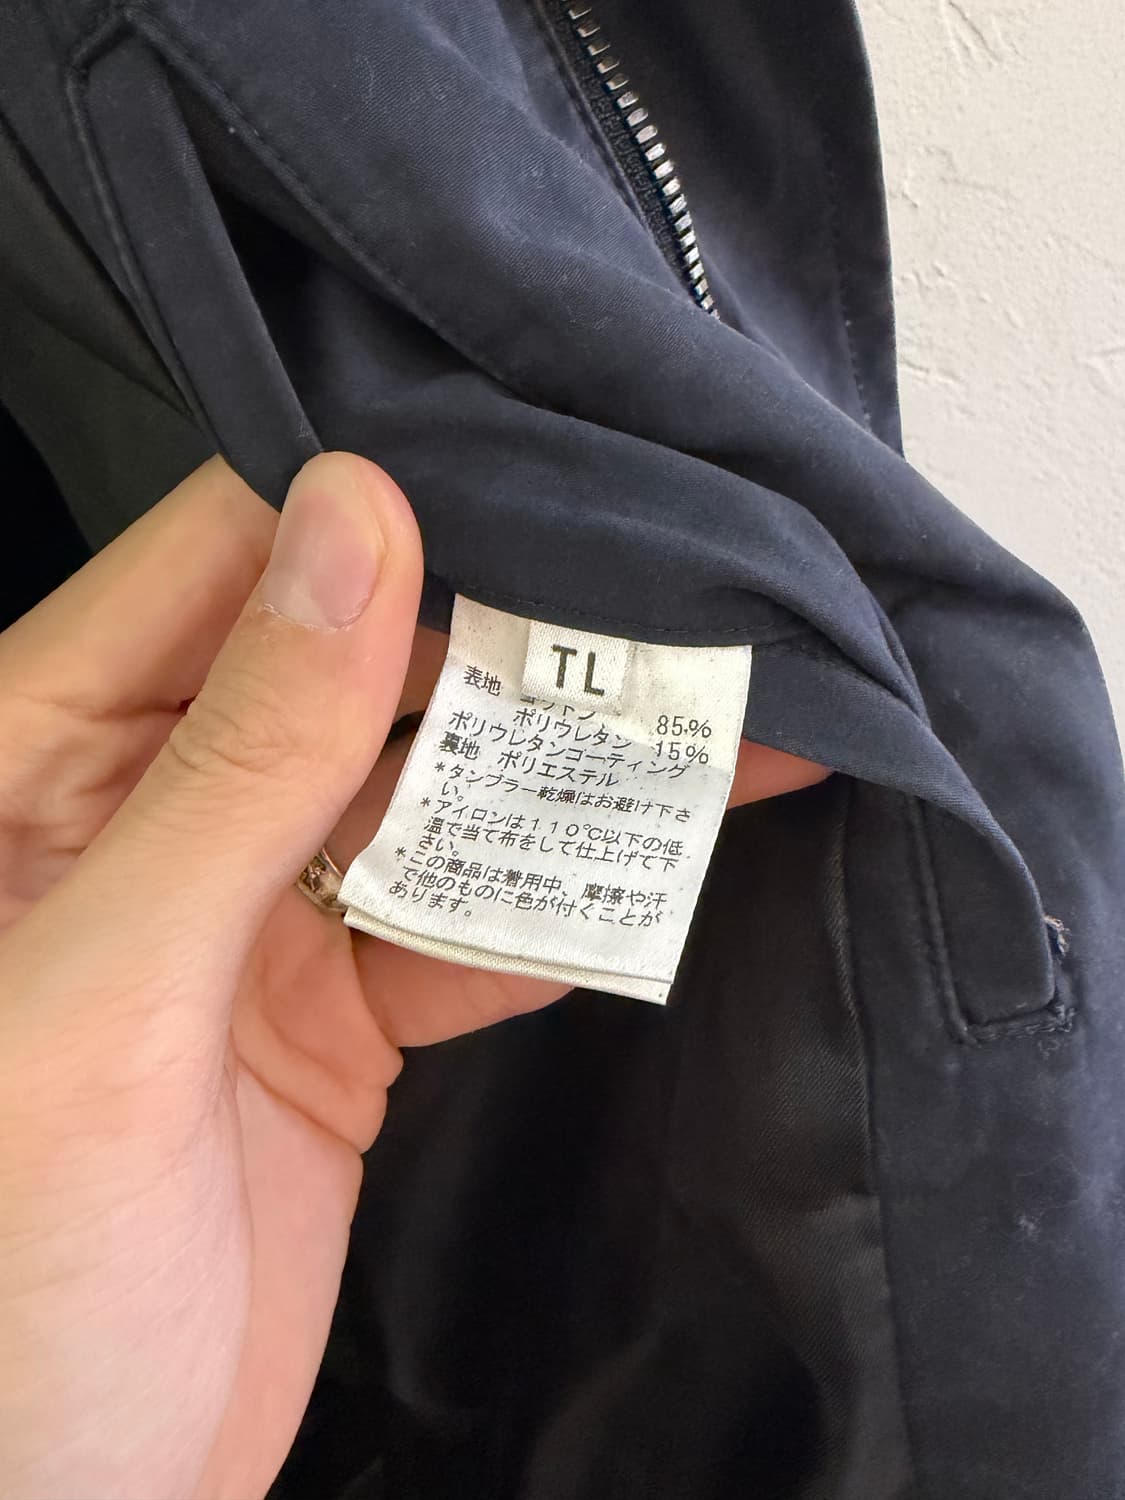 TL
表地 コットン 85%
ポリウレタン 15%
ポリウレタンコーティング
裏地 ポリエステル
*タンブラー乾燥はお避け下さ
い。
*アイロンは110℃以下の低
温で当て布をして仕上げて下
さい。
*この商品は着用中、摩擦や汗
で他のものに色が付くことが
あります。